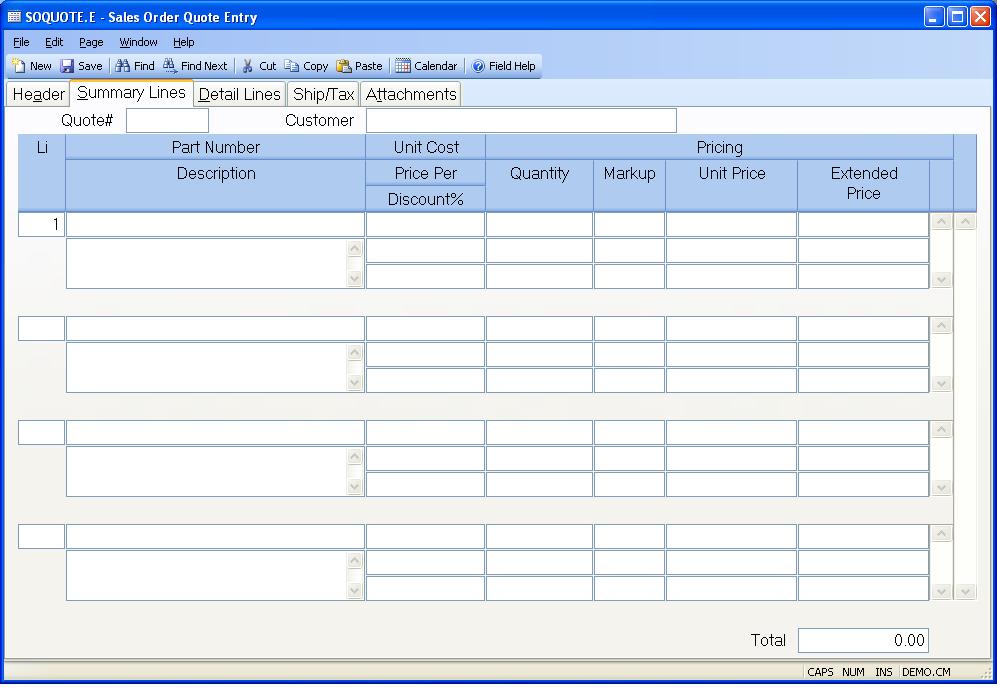 SOQUOTE.E - Sales Order Quote Entry
File Edit Page Window Help
New Save Find Find Next Cut Copy Paste Calendar Field Help
Header Summary Lines Detail Lines Ship/Tax Attachments
Quote# Customer
Li Part Number Unit Cost Pricing
Description Price Per Quantity Markup Unit Price Extended Price
Discount%
1
Total 0.00
CAPS NUM INS DEMO.CM